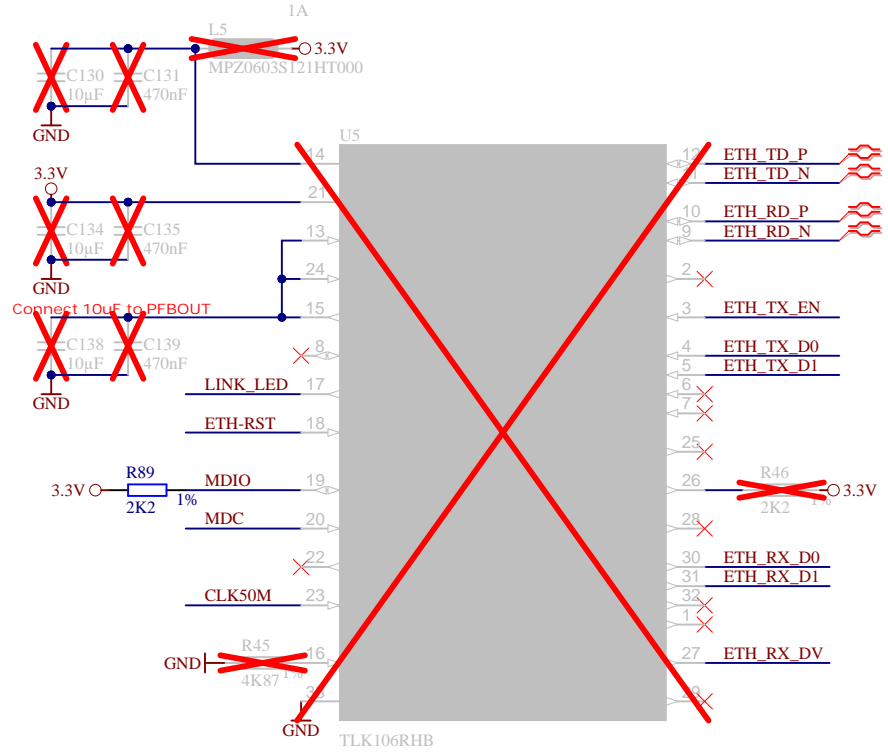 1A
L5
3.3V
MPZ0603S121HT000
C130
10µF
C131
470nF
GND
U5
14
12
ETH_TD_P
11
ETH_TD_N
3.3V
21
C134
10µF
C135
470nF
10
ETH_RD_P
13
9
ETH_RD_N
24
2
GND
Connect 10uF to PFBOUT
15
3
ETH_TX_EN
C138
10µF
C139
470nF
8
4
ETH_TX_D0
5
ETH_TX_D1
GND
LINK_LED
17
6
7
ETH-RST
18
25
R89
3.3V
2K2
1%
MDIO
19
26
R46
2K2
1%
3.3V
MDC
20
28
22
30
ETH_RX_D0
31
ETH_RX_D1
CLK50M
23
32
1
R45
GND
4K87
1%
16
27
ETH_RX_DV
33
29
GND
TLK106RHB